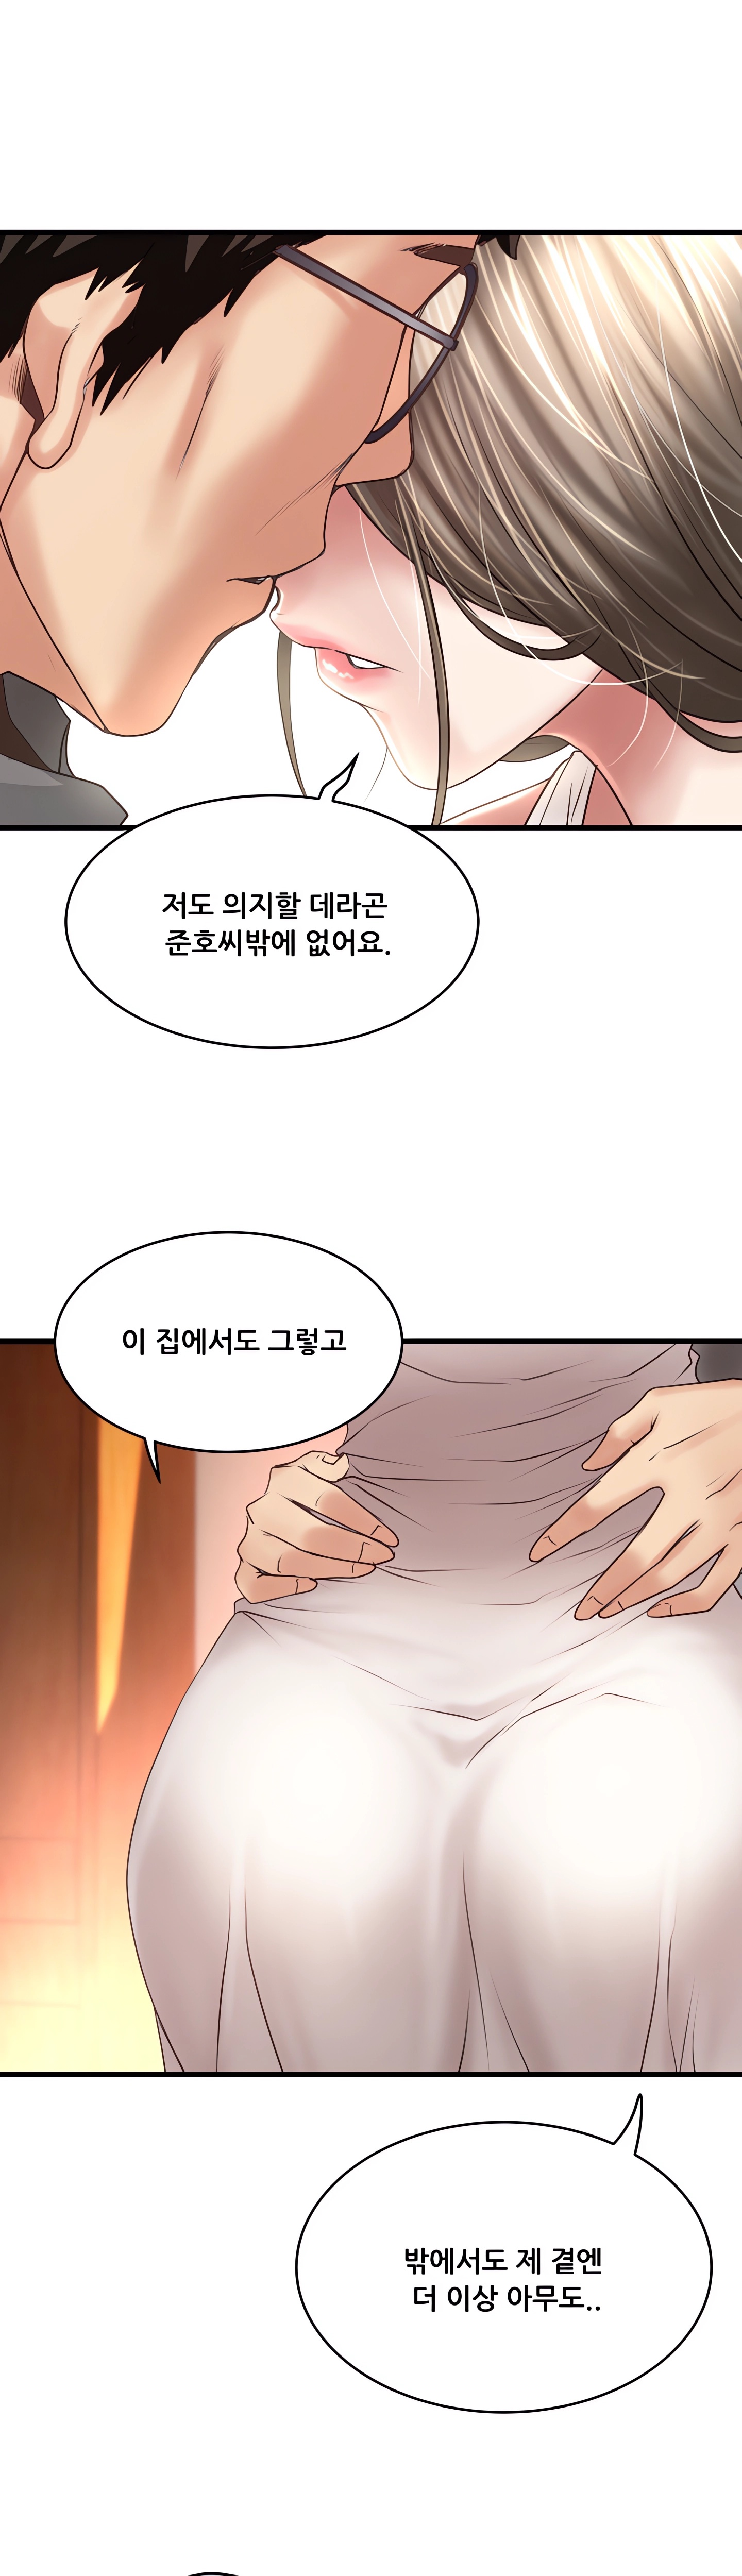 저도 의지할 데라곤
준호씨밖에 없어요.
이 집에서도 그렇고
밖에서도 제 곁엔
더 이상 아무도..